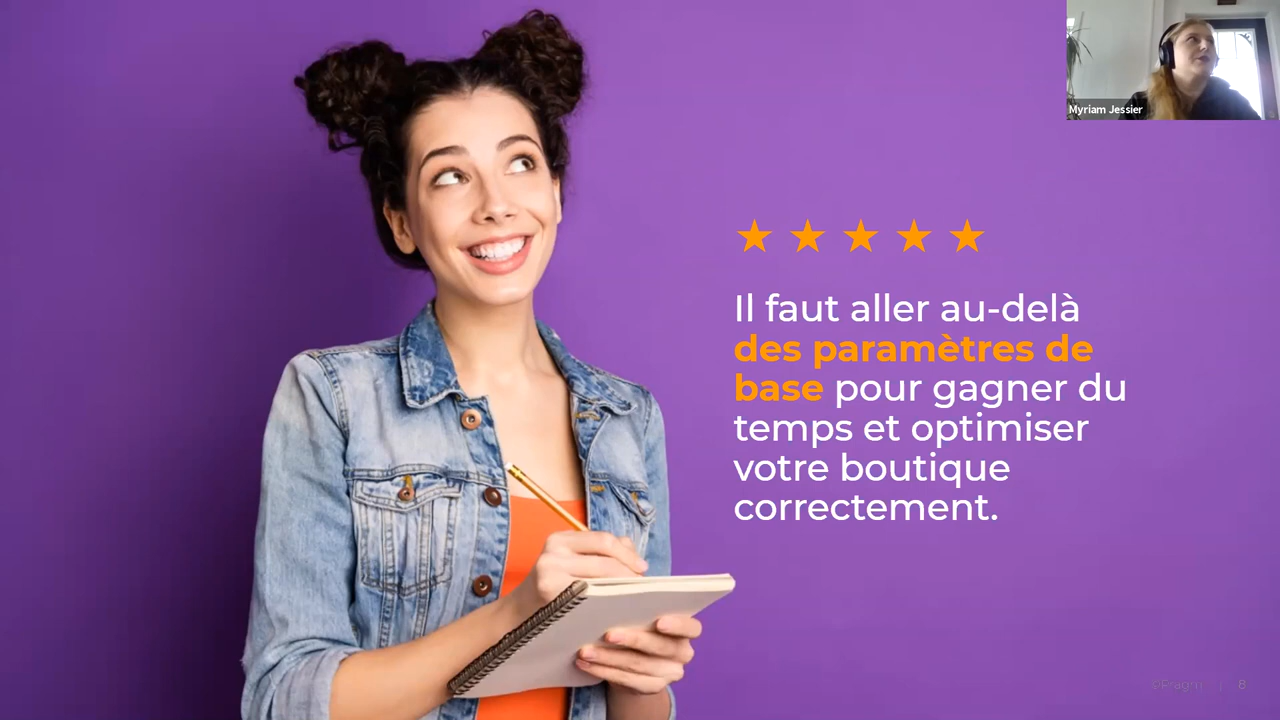 Myriam Jessier
Il faut aller au-delà
des paramètres de
base pour gagner du
temps et optimiser
votre boutique
correctement.
8